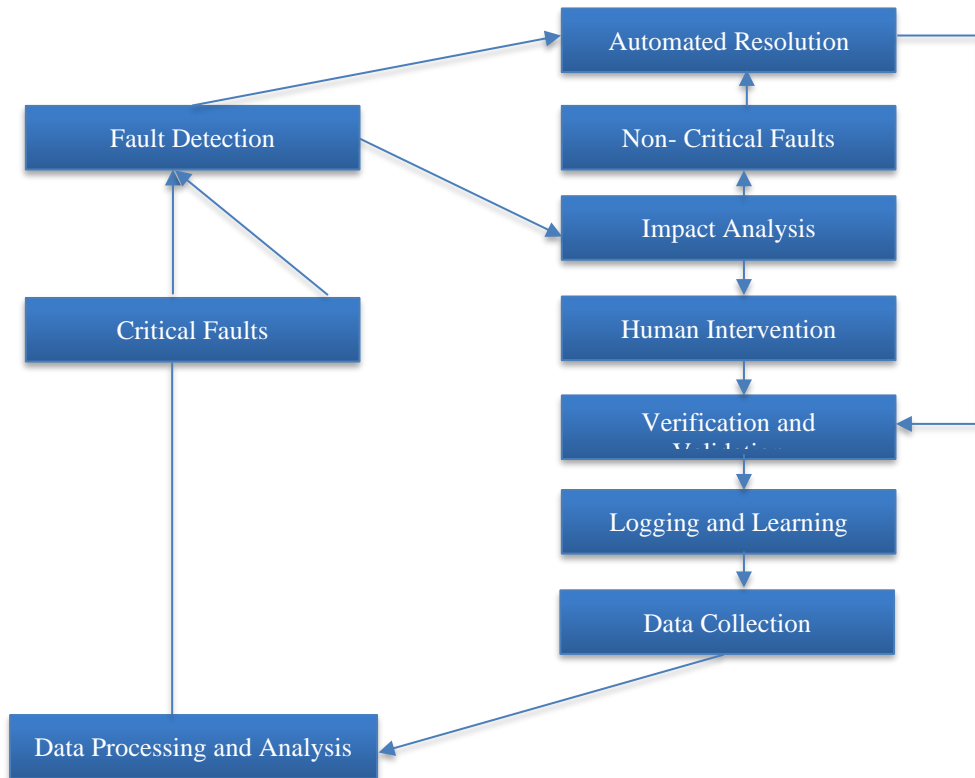 Automated Resolution
Fault Detection
Non- Critical Faults
Impact Analysis
Critical Faults
Human Intervention
Verification and
Logging and Learning
Data Collection
Data Processing and Analysis